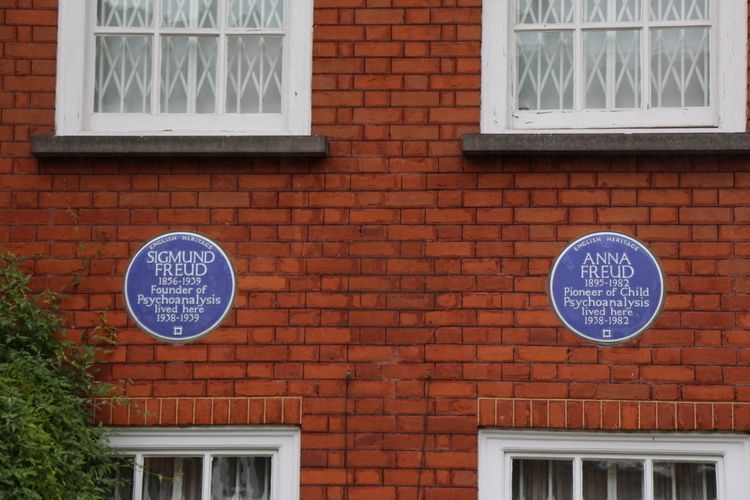 ENGLISH HERITAGE
SIGMUND
FREUD
1856-1939
Founder of
Psychoanalysis
lived here
1938-1939
ENGLISH HERITAGE
ANNA
FREUD
1895-1982
Pioneer of Child
Psychoanalysis
lived here
1938-1982